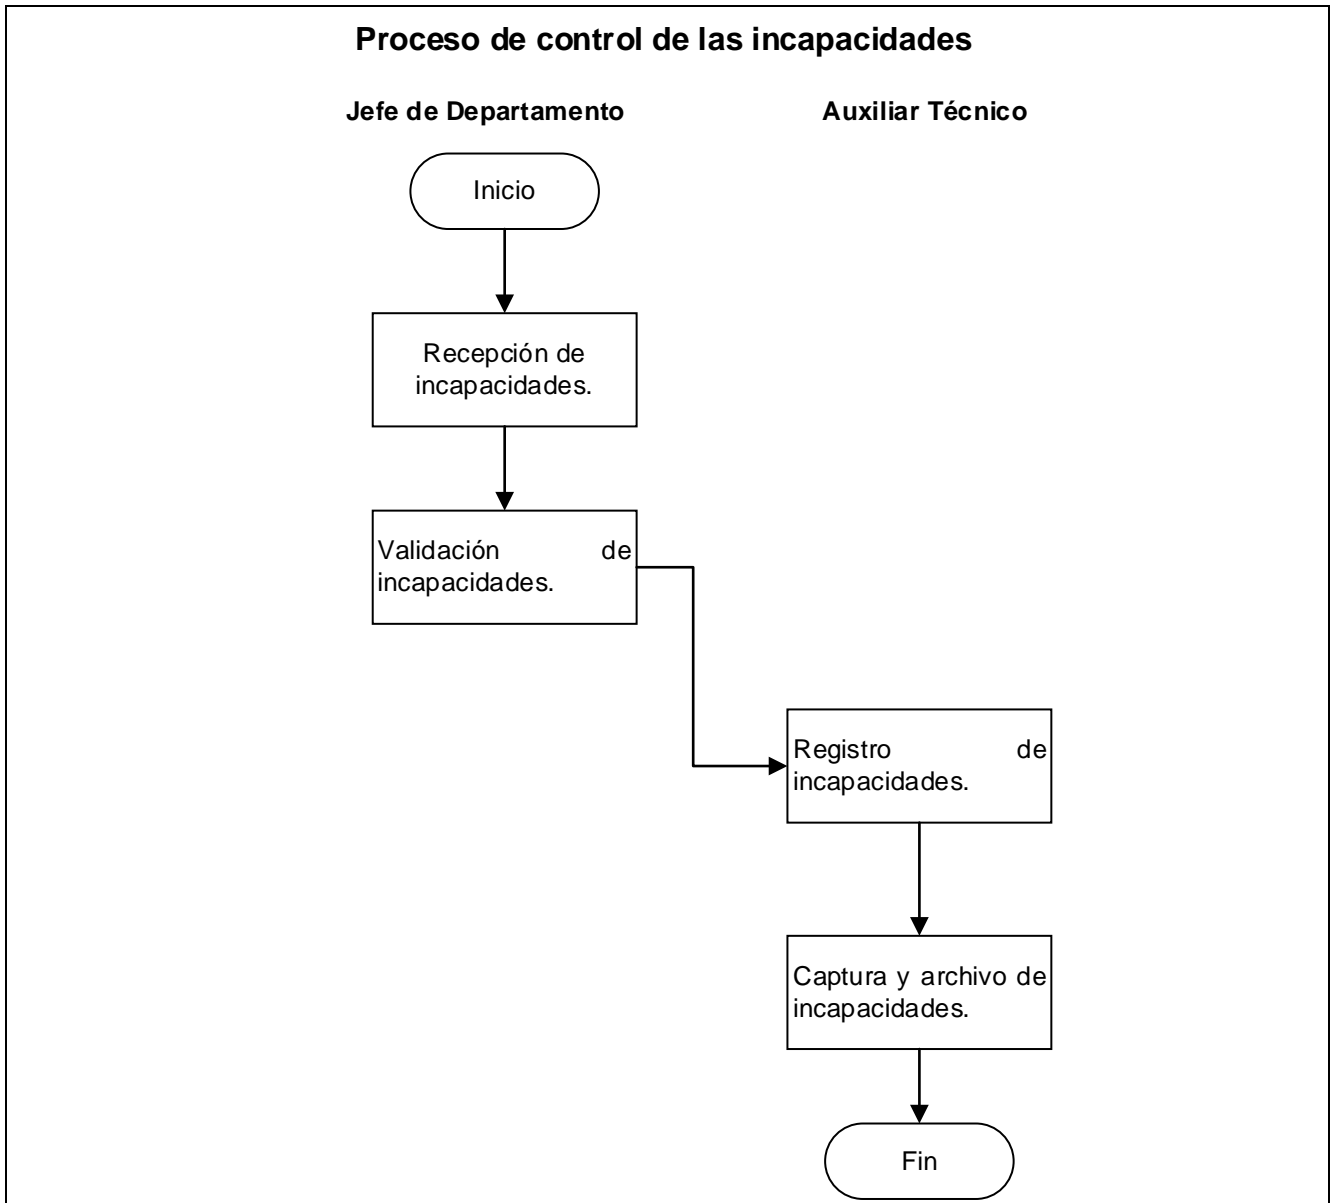 Proceso de control de las incapacidades
Jefe de Departamento
Auxiliar Técnico
Inicio
Recepción de
incapacidades.
Validación de
incapacidades.
Registro de
incapacidades.
Captura y archivo de
incapacidades.
Fin